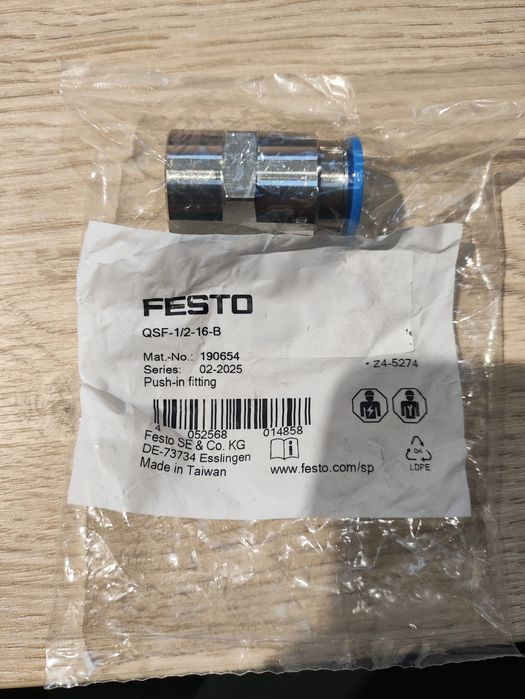 FESTO
QSF-1/2-16-B
Mat.-No.: 190654
Series: 02-2025
Push-in fitting
* Z4-5274
4 052568 014858
Festo SE & Co. KG
DE-73734 Esslingen
Made in Taiwan
www.festo.com/sp
04
LDPE